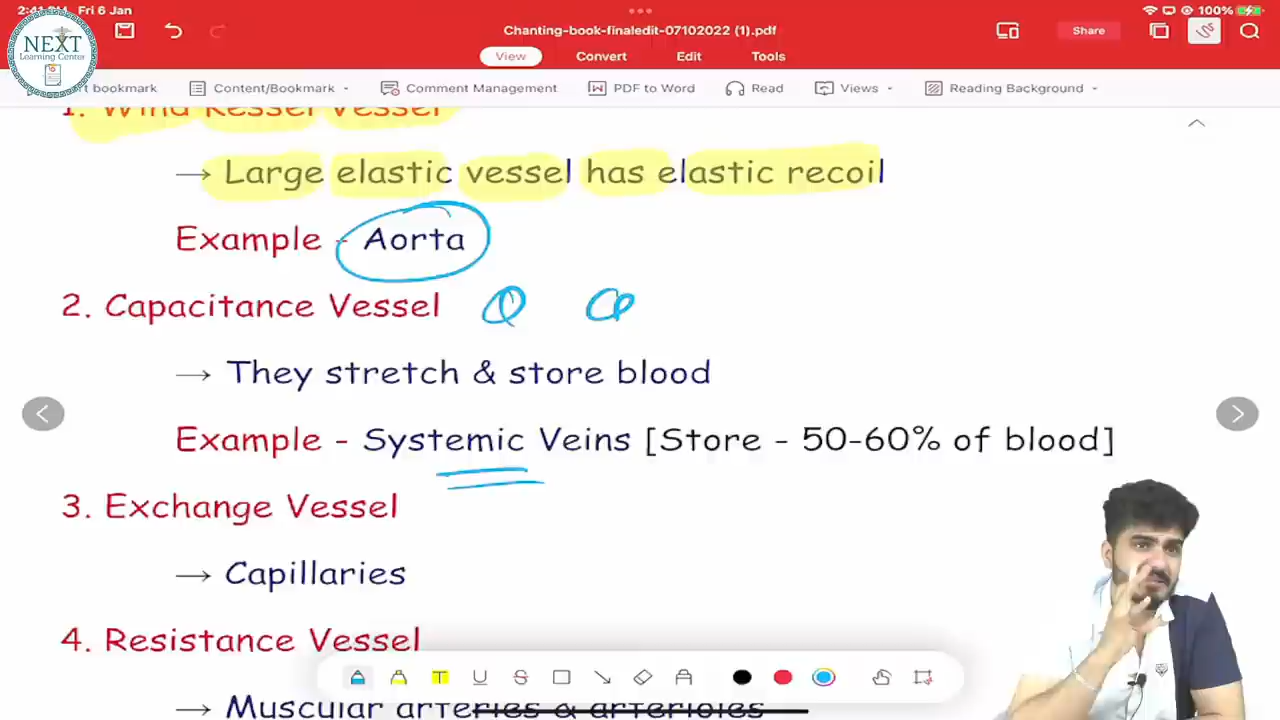 2:41 PM Fri 6 Jan
100%
NEXT
Learning Center
Chanting-book-finaledit-07102022 (1).pdf
Share
View Convert Edit Tools
t bookmark Content/Bookmark Comment Management PDF to Word Read Views Reading Background
1. Wind Kessel Vessel
→ Large elastic vessel has elastic recoil
Example - Aorta
2. Capacitance Vessel
→ They stretch & store blood
Example - Systemic Veins [Store - 50-60% of blood]
3. Exchange Vessel
→ Capillaries
4. Resistance Vessel
T U S
→ Muscular arteries & arterioles